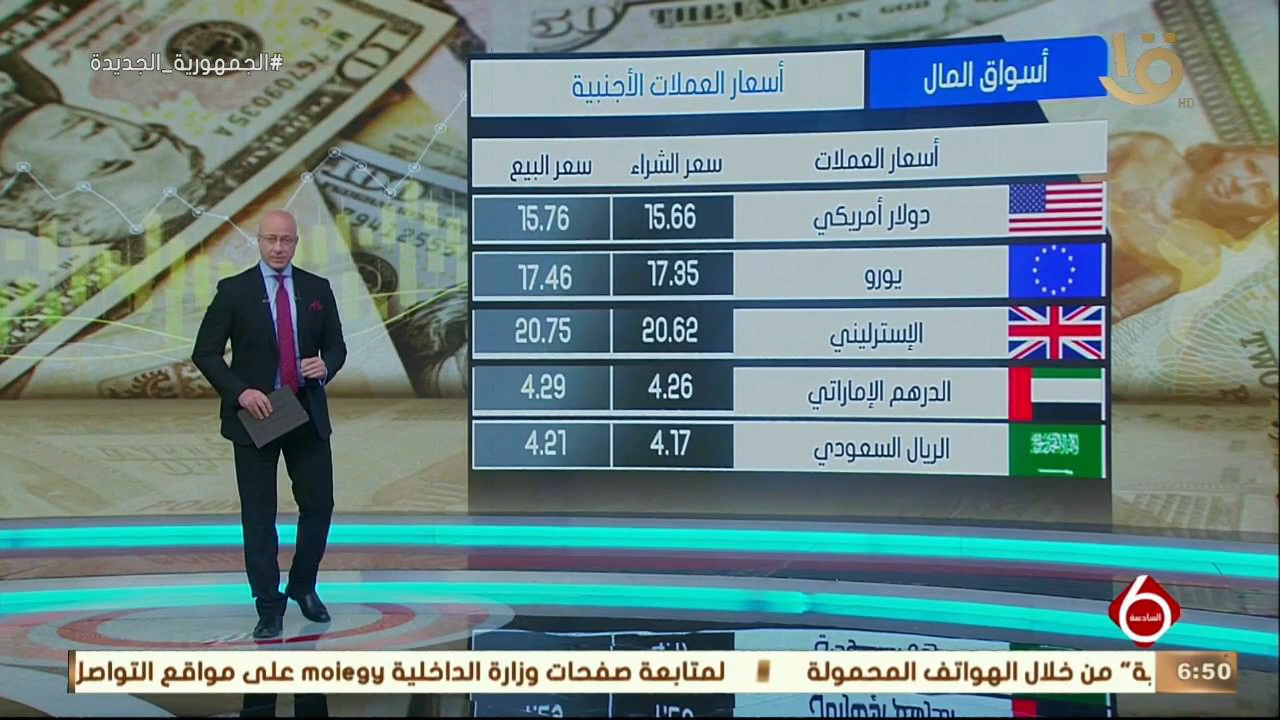 #الجمهورية_الجديدة
HD
أسواق المال
أسعار العملات الأجنبية
أسعار العملات سعر الشراء سعر البيع
دولار أمريكي 15.66 15.76
يورو 17.35 17.46
الإسترليني 20.62 20.75
الدرهم الإماراتي 4.26 4.29
الريال السعودي 4.17 4.21
6
السادسة
6:50
ية" من خلال الهواتف المحمولة لمتابعة صفحات وزارة الداخلية moiegy على مواقع التواصل